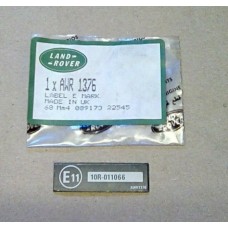 LAND-
ROVER
1 x AWR 1376
LABEL E MARK
MADE IN UK
E11
10R-011066